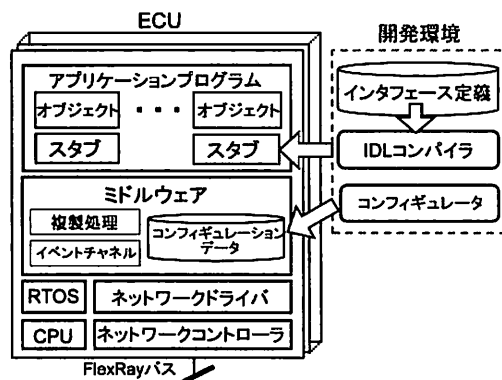 ECU
アプリケーションプログラム
オブジェクト ・・・ オブジェクト
スタブ スタブ
ミドルウェア
複製処理
イベントチャネル
コンフィギュレーション
データ
RTOS ネットワークドライバ
CPU ネットワークコントローラ
FlexRayバス
開発環境
インタフェース定義
IDLコンパイラ
コンフィギュレータ